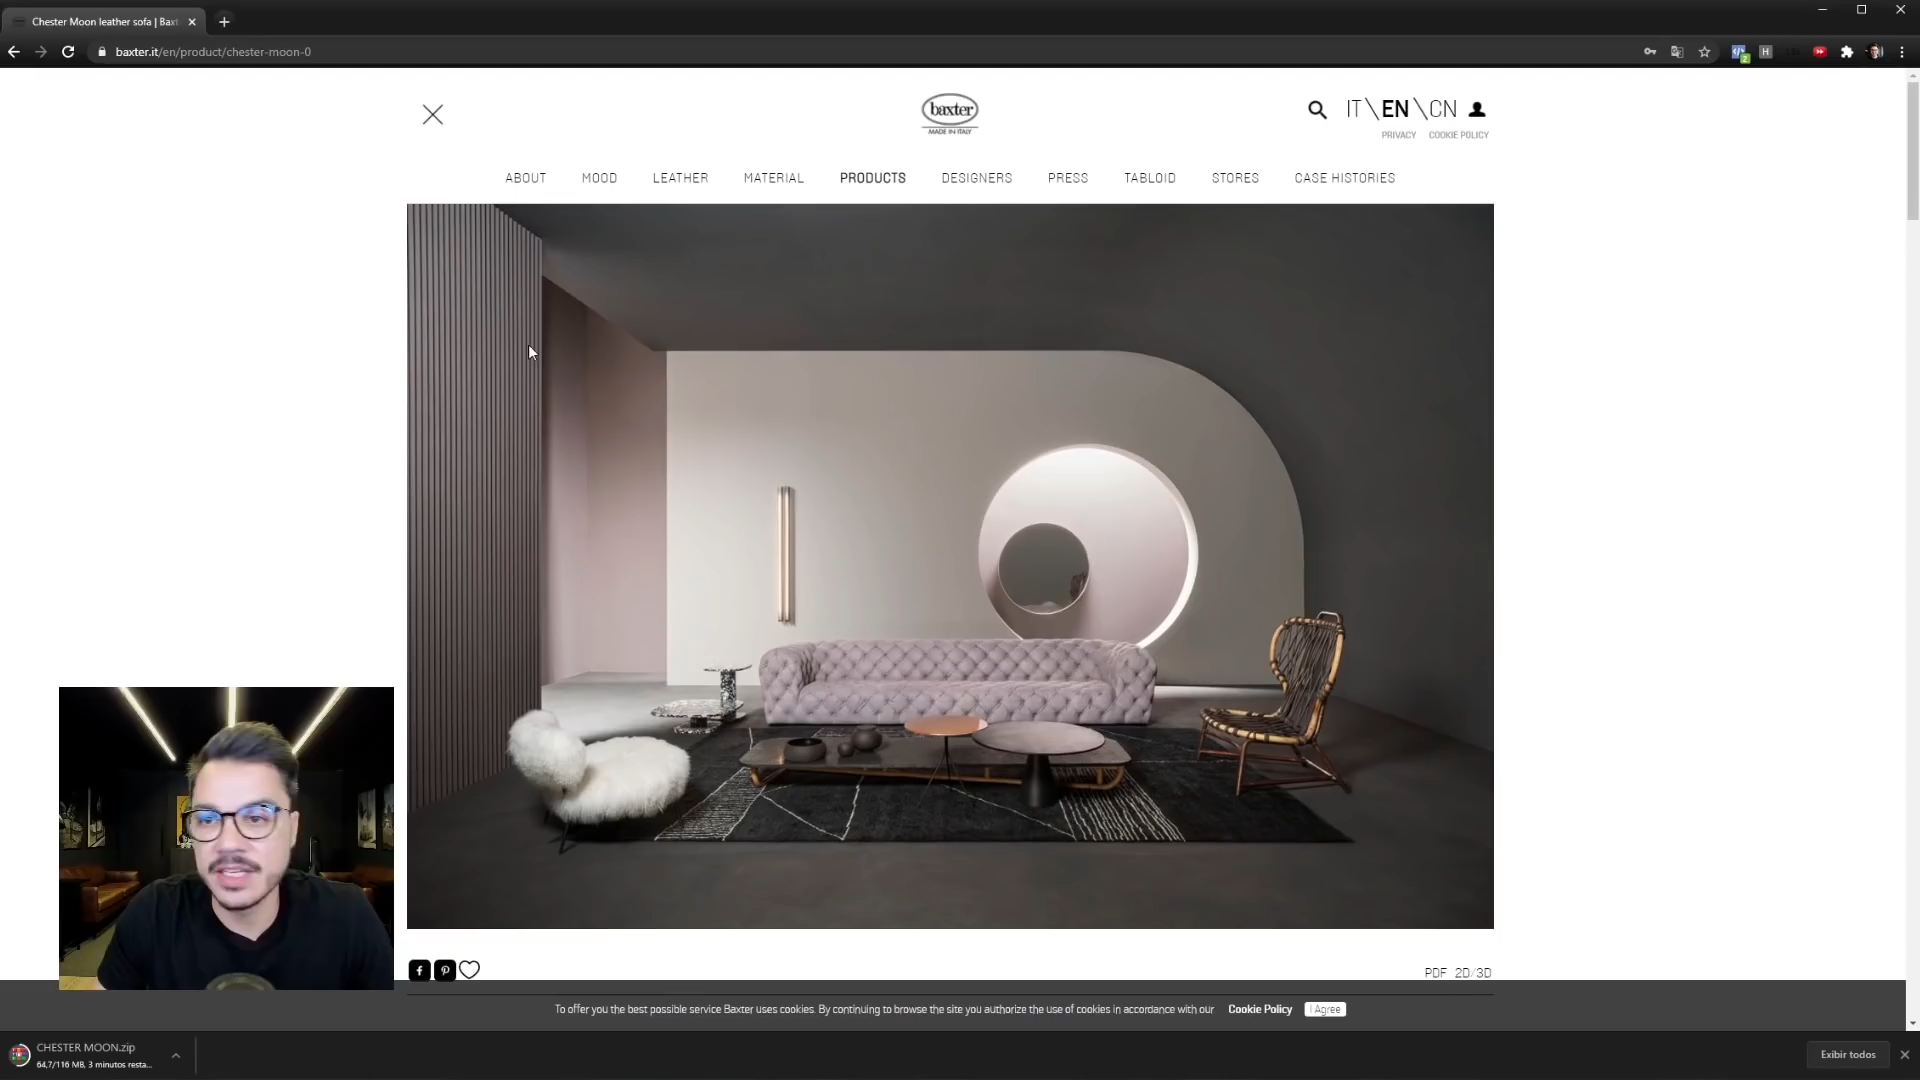 Chester Moon leather sofa | Baxt
baxter.it/en/product/chester-moon-0
baxter
MADE IN ITALY
IT \ EN \ CN
PRIVACY COOKIE POLICY
ABOUT MOOD LEATHER MATERIAL PRODUCTS DESIGNERS PRESS TABLOID STORES CASE HISTORIES
PDF 2D/3D
To offer you the best possible service Baxter uses cookies. By continuing to browse the site you authorize the use of cookies in accordance with our Cookie Policy I Agree
CHESTER MOON.zip
64,7/116 MB, 3 minutos resta...
Exibir todos